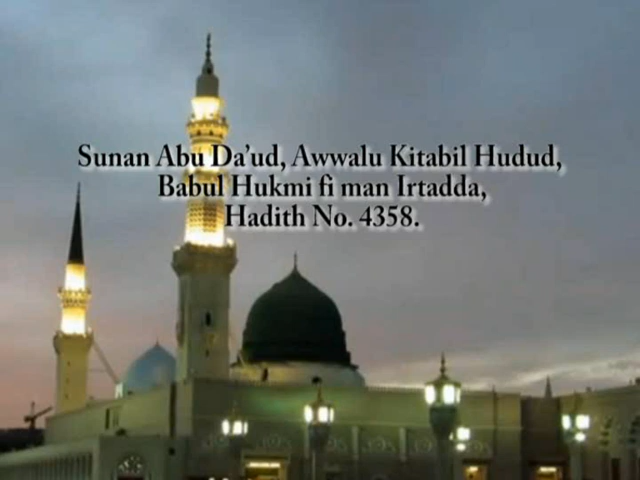 Sunan Abu Da’ud, Awwalu Kitabil Hudud,
Babul Hukmi fi man Irtadda,
Hadith No. 4358.